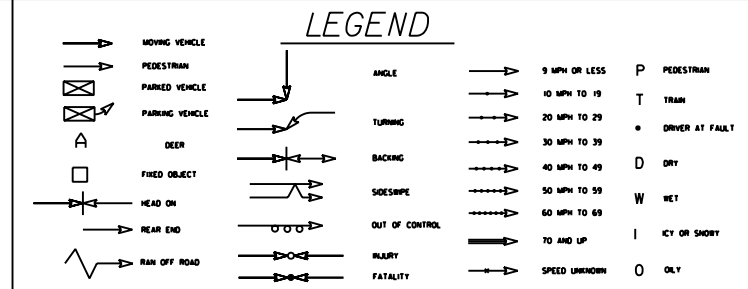 LEGEND
MOVING VEHICLE
PEDESTRIAN
PARKED VEHICLE
PARKING VEHICLE
DEER
FIXED OBJECT
HEAD ON
REAR END
RAN OFF ROAD
ANGLE
TURNING
BACKING
SIDESWIPE
OUT OF CONTROL
INJURY
FATALITY
9 MPH OR LESS
10 MPH TO 19
20 MPH TO 29
30 MPH TO 39
40 MPH TO 49
50 MPH TO 59
60 MPH TO 69
70 AND UP
SPEED UNKNOWN
P PEDESTRIAN
T TRAIN
DRIVER AT FAULT
D DRY
W WET
I ICY OR SNOWY
O OILY